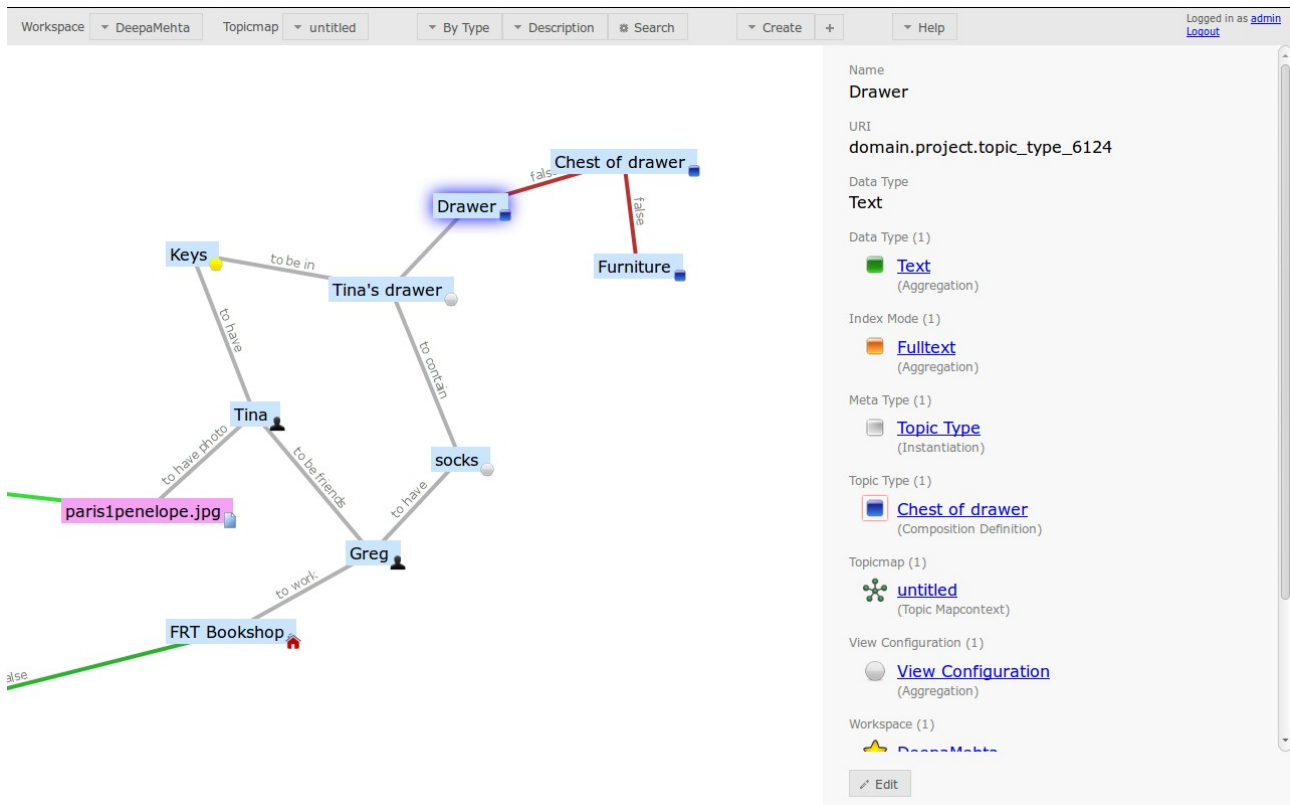 Workspace DeepaMehta Topicmap untitled By Type Description Search Create + Help
Logged in as admin
Logout
Chest of drawer
false
Drawer
false
Keys
to be in
Furniture
Tina's drawer
to have
to contain
Tina
to have photo
to be friends
socks
to have
paris1penelope.jpg
Greg
to work
FRT Bookshop
alse
Name
Drawer
URI
domain.project.topic_type_6124
Data Type
Text
Data Type (1)
Text
(Aggregation)
Index Mode (1)
Fulltext
(Aggregation)
Meta Type (1)
Topic Type
(Instantiation)
Topic Type (1)
Chest of drawer
(Composition Definition)
Topicmap (1)
untitled
(Topic Mapcontext)
View Configuration (1)
View Configuration
(Aggregation)
Workspace (1)
DeepaMehta
Edit